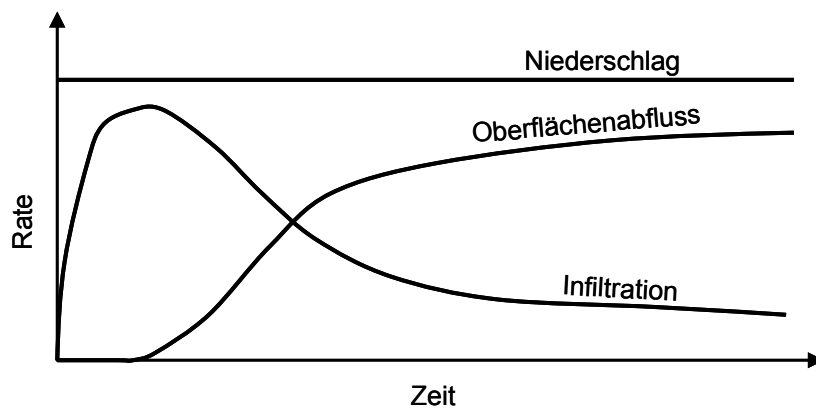 Niederschlag
Oberflächenabfluss
Rate
Infiltration
Zeit